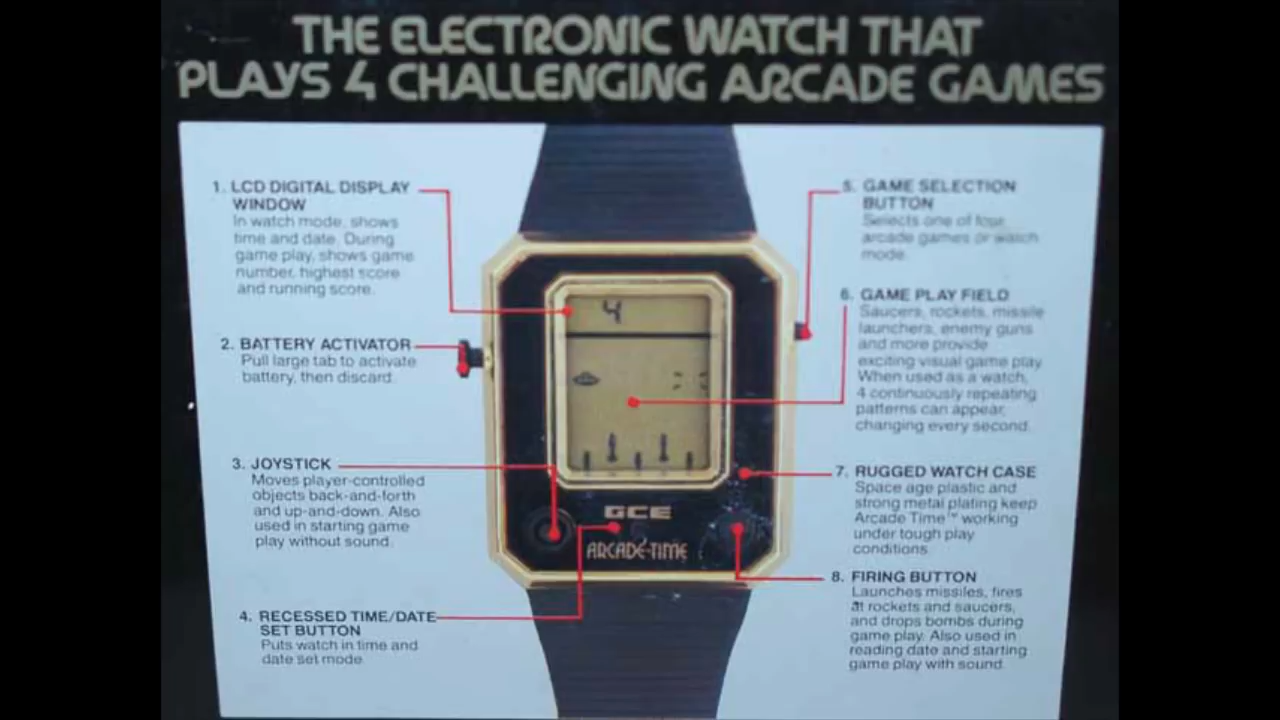 THE ELECTRONIC WATCH THAT
PLAYS 4 CHALLENGING ARCADE GAMES
1. LCD DIGITAL DISPLAY
WINDOW
In watch mode, shows
time and date. During
game play, shows game
number, highest score
and running score.
2. BATTERY ACTIVATOR
Pull large tab to activate
battery, then discard.
3. JOYSTICK
Moves player-controlled
objects back-and-forth
and up-and-down. Also
used in starting game
play without sound.
4. RECESSED TIME/DATE
SET BUTTON
Puts watch in time and
date set mode.
4
GCE
ARCADE-TIME
5. GAME SELECTION
BUTTON
Selects one of four
arcade games or watch
mode.
6. GAME PLAY FIELD
Saucers, rockets, missile
launchers, enemy guns
and more provide
exciting visual game play.
When used as a watch,
4 continuously repeating
patterns can appear,
changing every second.
7. RUGGED WATCH CASE
Space age plastic and
strong metal plating keep
Arcade Time™ working
under tough play
conditions.
8. FIRING BUTTON
Launches missiles, fires
at rockets and saucers,
and drops bombs during
game play. Also used in
reading date and starting
game play with sound.